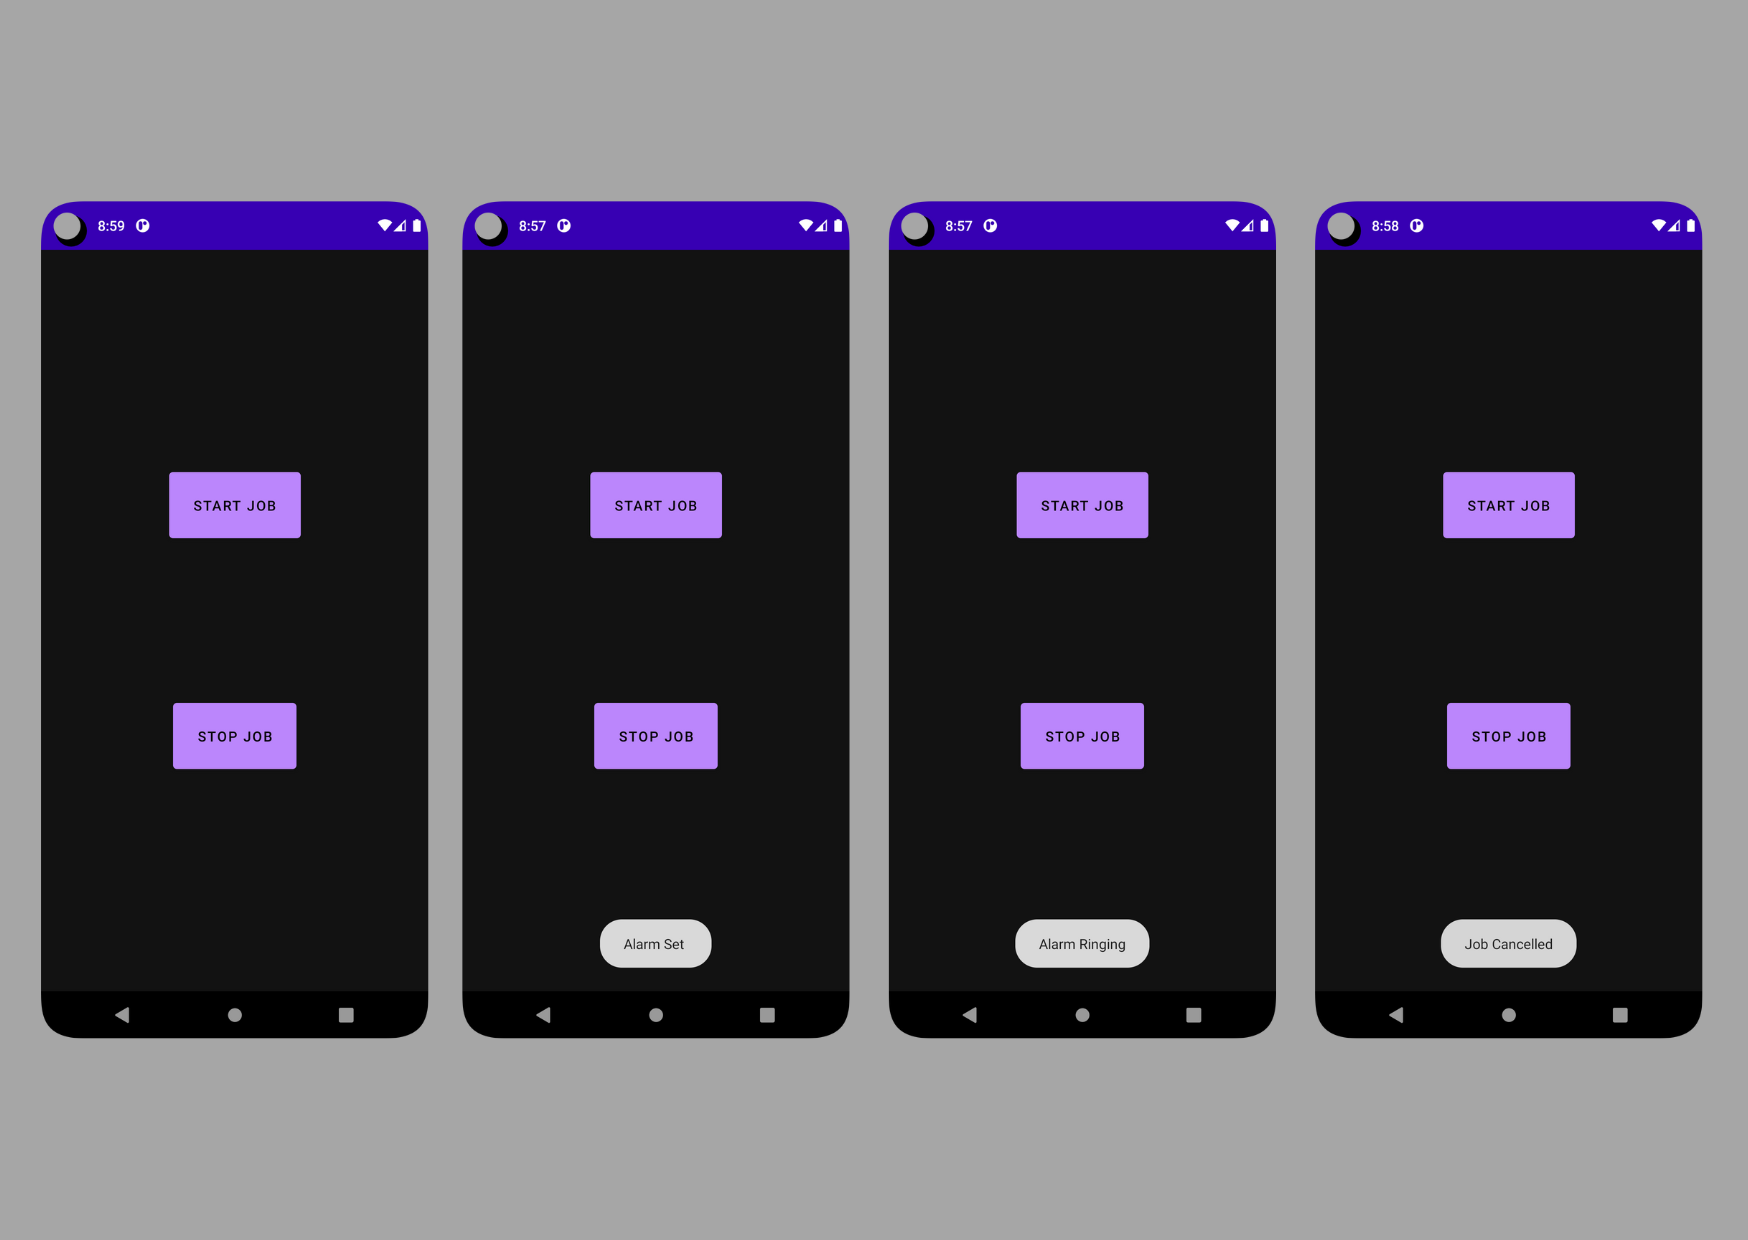 8:59
START JOB
STOP JOB
8:57
START JOB
STOP JOB
Alarm Set
8:57
START JOB
STOP JOB
Alarm Ringing
8:58
START JOB
STOP JOB
Job Cancelled